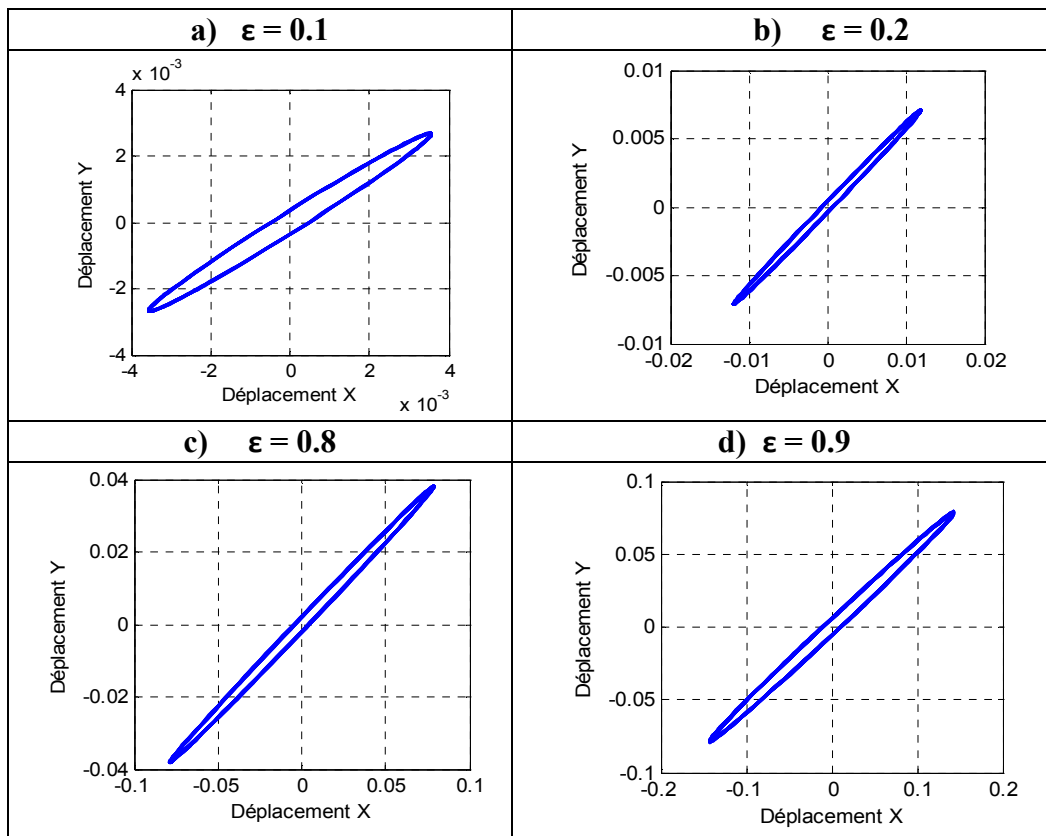 a) ε = 0.1
b) ε = 0.2
x 10⁻³
4
2
0
-2
-4
Déplacement Y
-4 -2 0 2 4
Déplacement X
x 10⁻³
0.01
0.005
0
-0.005
-0.01
Déplacement Y
-0.02 -0.01 0 0.01 0.02
Déplacement X
c) ε = 0.8
d) ε = 0.9
0.04
0.02
0
-0.02
-0.04
Déplacement Y
-0.1 -0.05 0 0.05 0.1
Déplacement X
0.1
0.05
0
-0.05
-0.1
Déplacement Y
-0.2 -0.1 0 0.1 0.2
Déplacement X